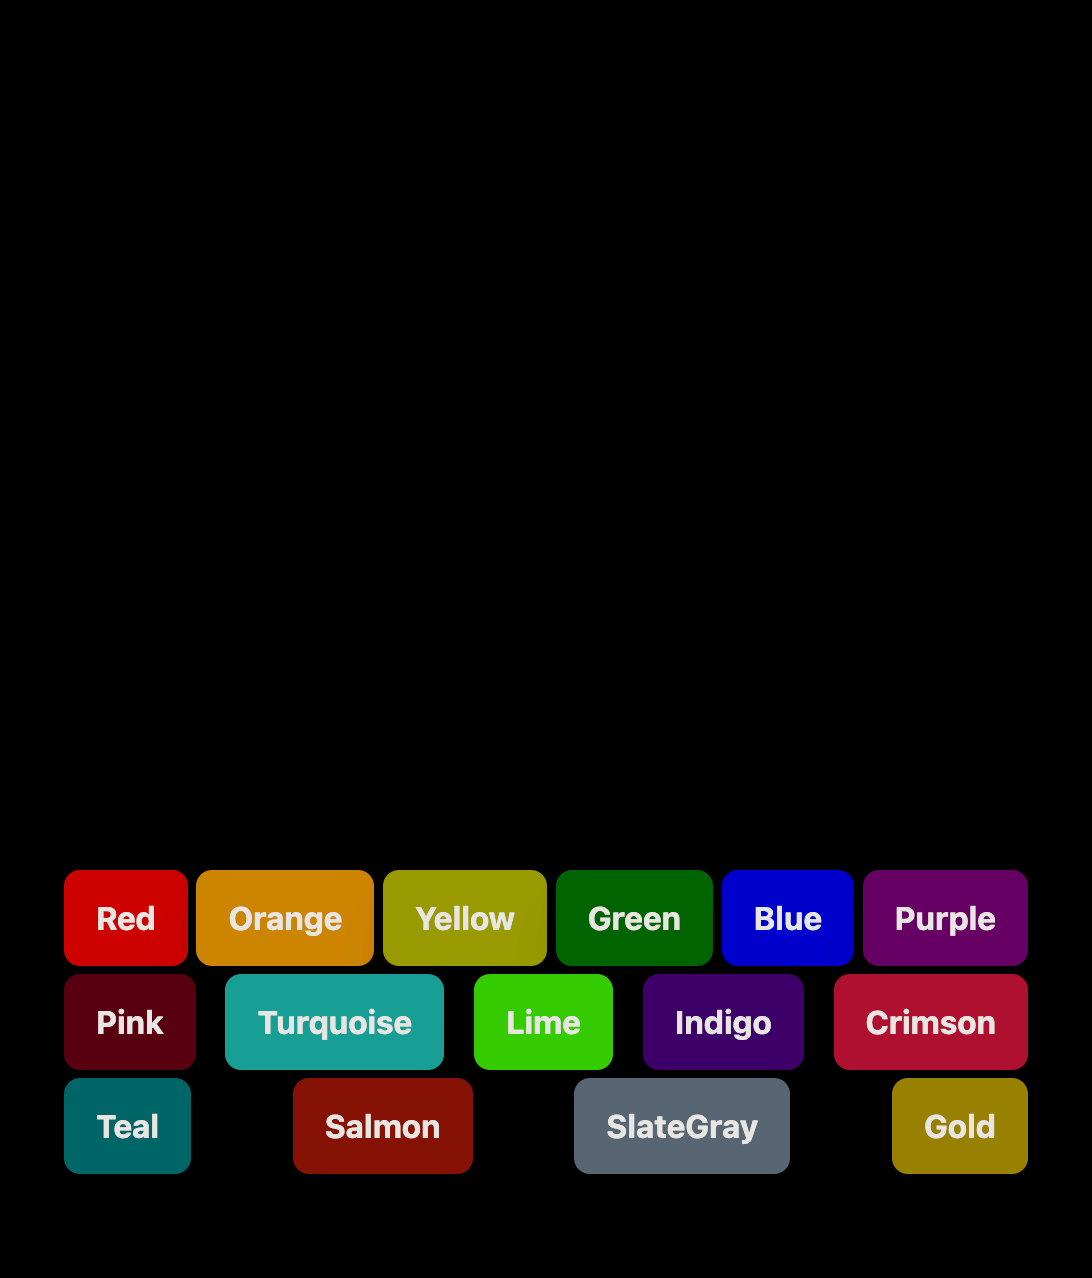 Red Orange Yellow Green Blue Purple
Pink Turquoise Lime Indigo Crimson
Teal Salmon SlateGray Gold